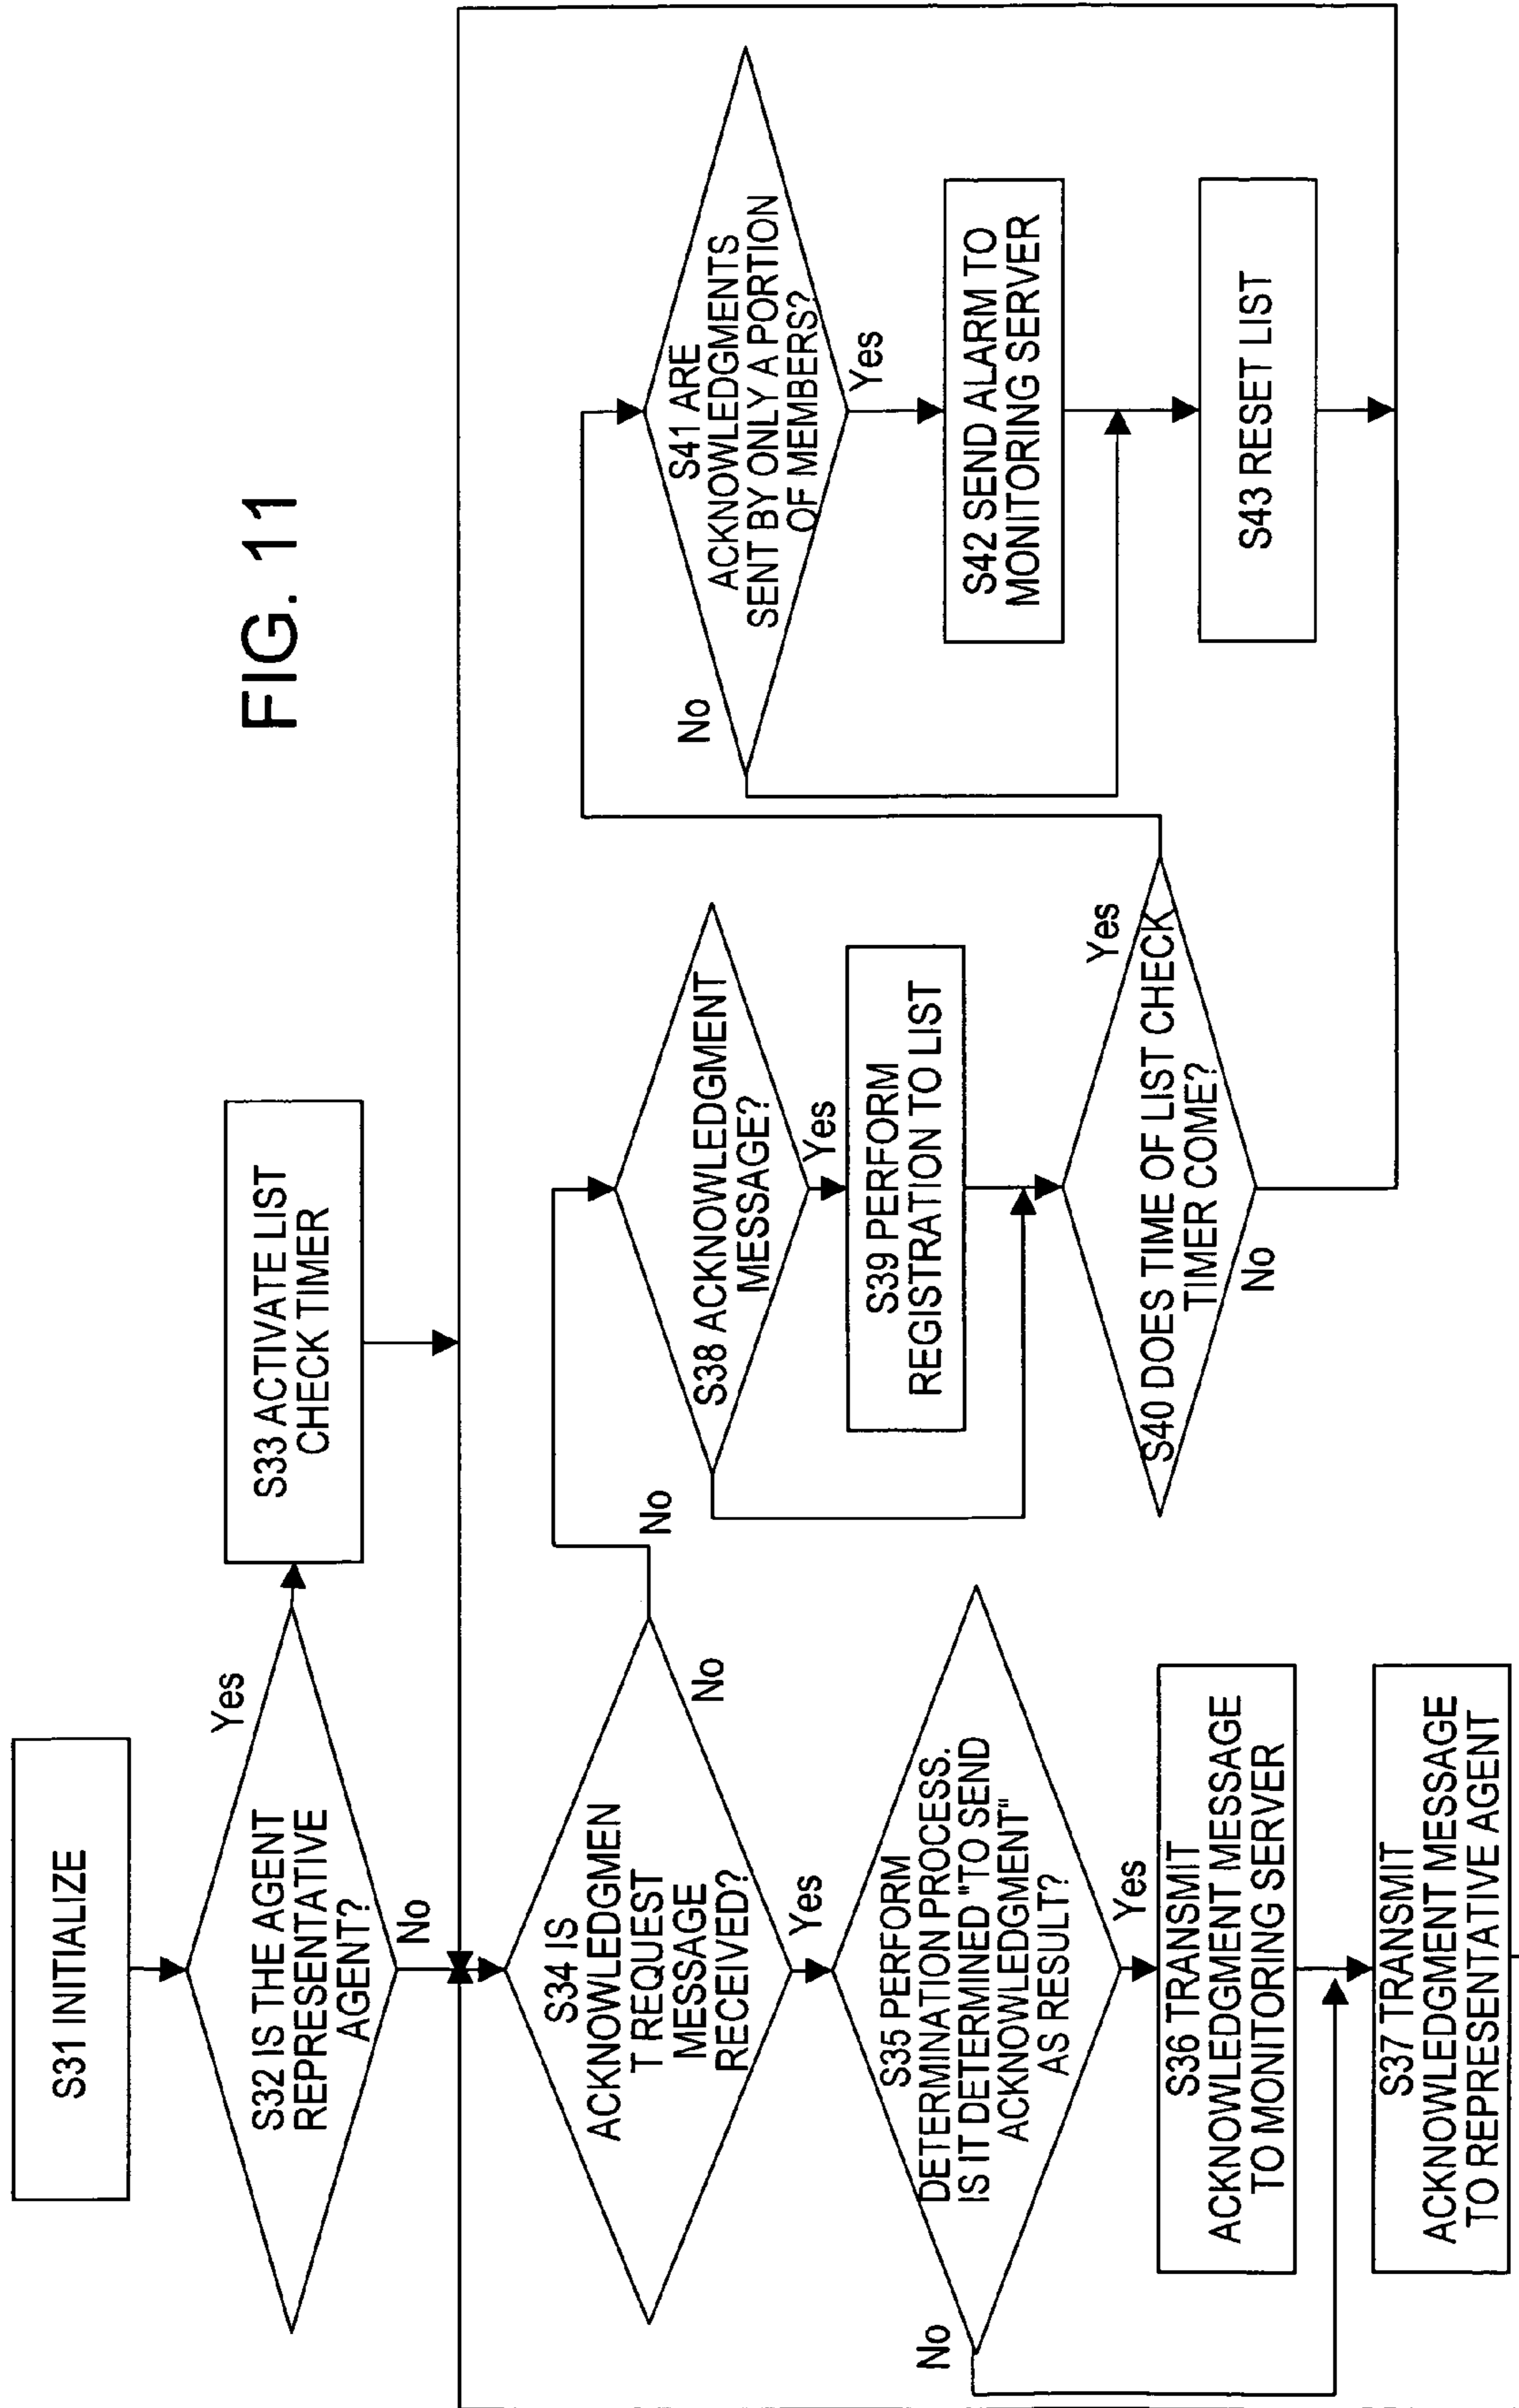 FIG. 11
S31 INITIALIZE
S32 IS THE AGENT
REPRESENTATIVE
AGENT?
Yes
No
S33 ACTIVATE LIST
CHECK TIMER
S34 IS
ACKNOWLEDGMEN
T REQUEST
MESSAGE
RECEIVED?
No
No
Yes
S35 PERFORM
DETERMINATION PROCESS.
IS IT DETERMINED "TO SEND
ACKNOWLEDGMENT"
AS RESULT?
No
Yes
S36 TRANSMIT
ACKNOWLEDGMENT MESSAGE
TO MONITORING SERVER
S37 TRANSMIT
ACKNOWLEDGMENT MESSAGE
TO REPRESENTATIVE AGENT
S38 ACKNOWLEDGMENT
MESSAGE?
Yes
S39 PERFORM
REGISTRATION TO LIST
S40 DOES TIME OF LIST CHECK
TIMER COME?
Yes
No
S41 ARE
ACKNOWLEDGMENTS
SENT BY ONLY A PORTION
OF MEMBERS?
No
Yes
S42 SEND ALARM TO
MONITORING SERVER
S43 RESET LIST